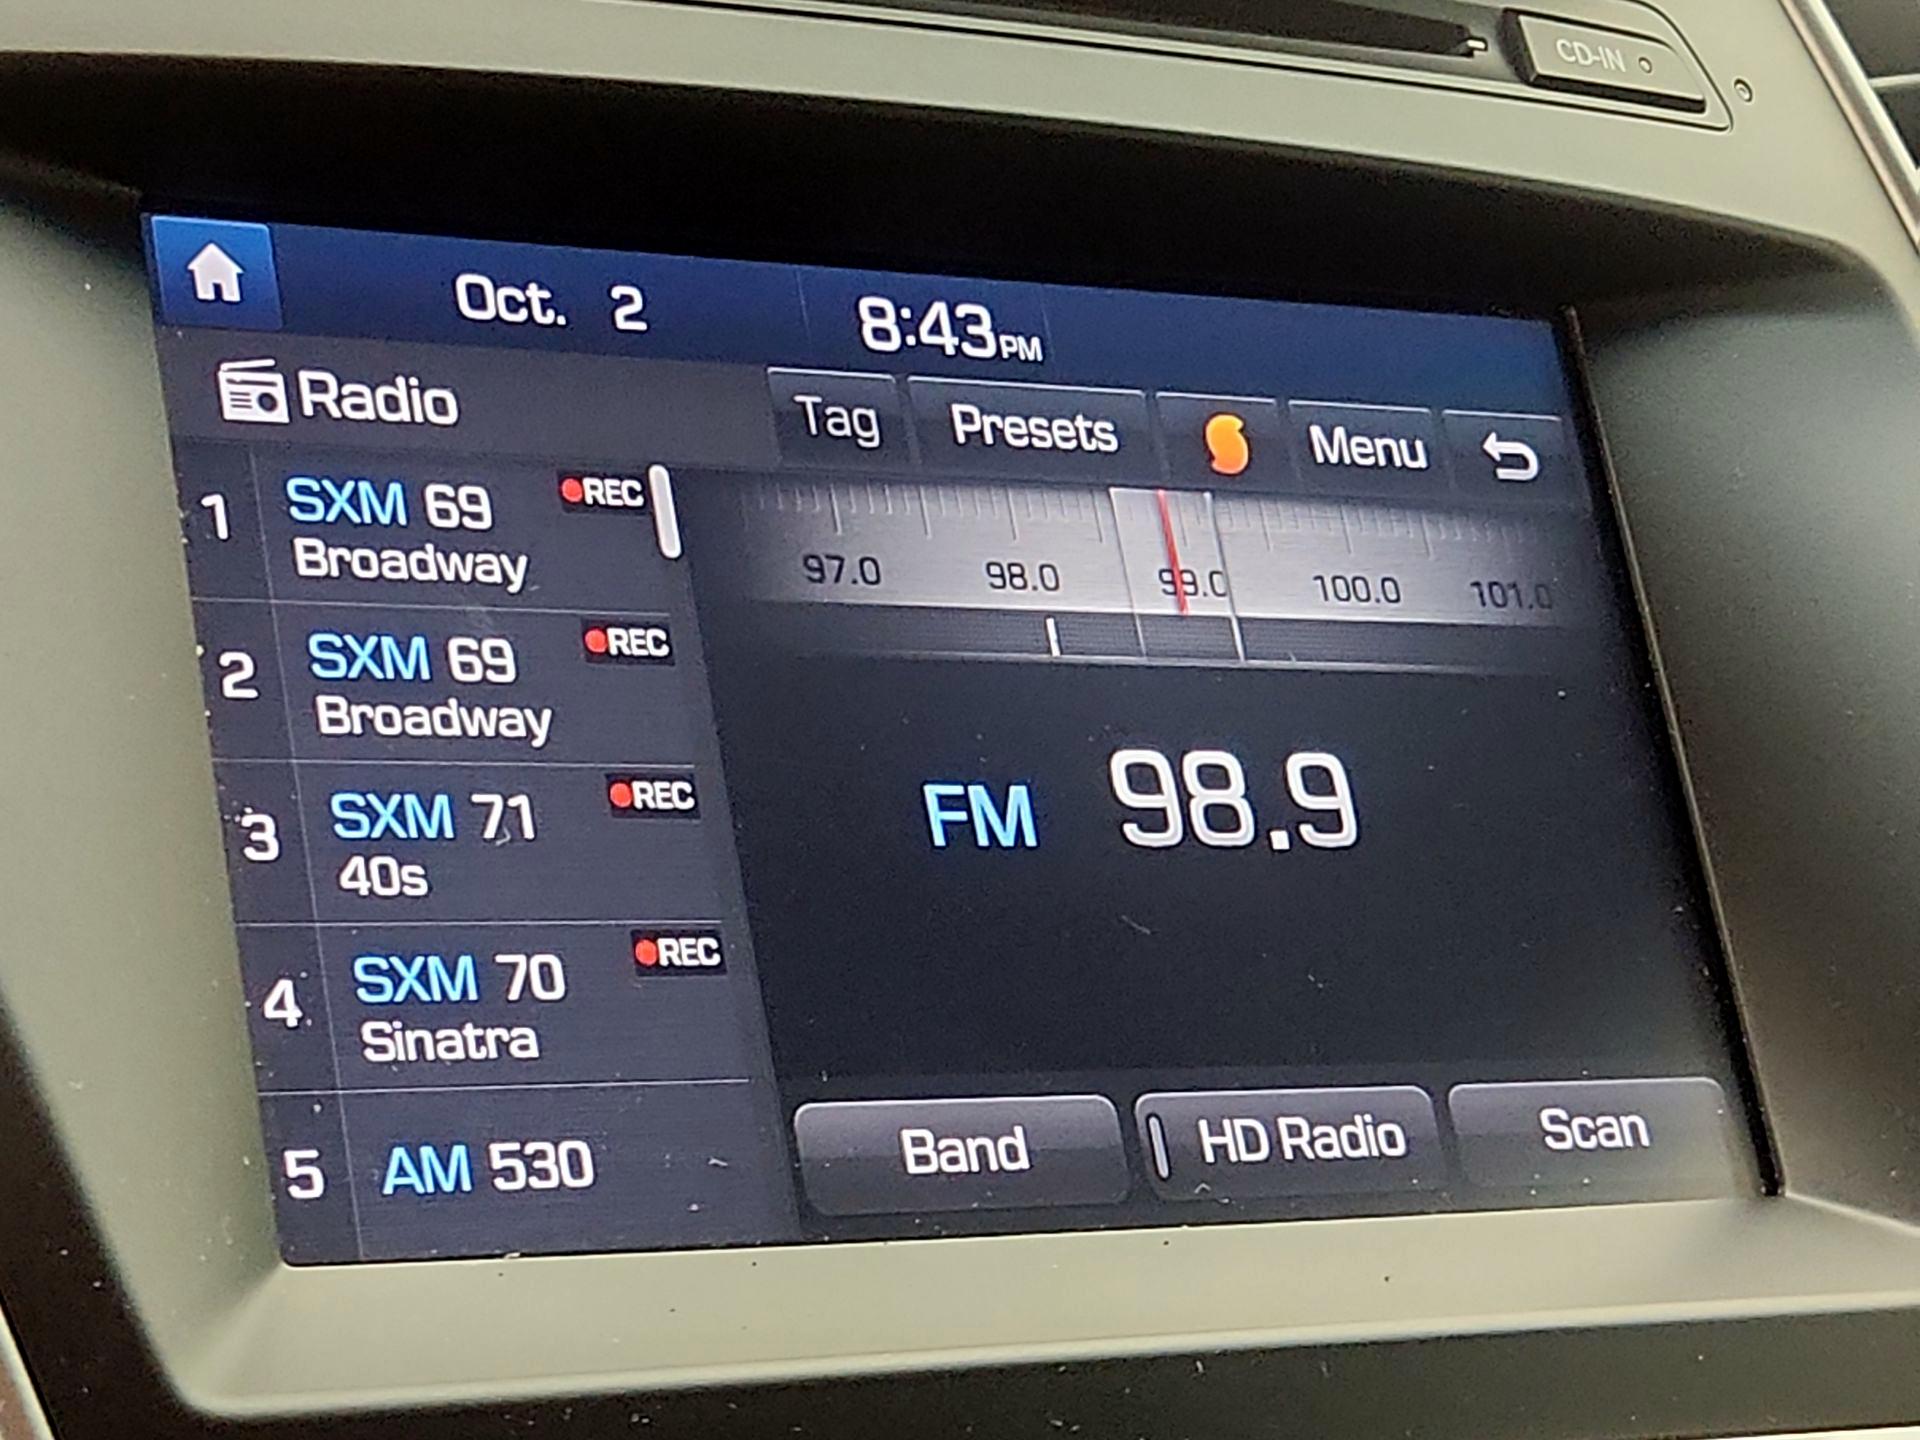 CD-IN
Oct. 2 8:43PM
Radio Tag Presets Menu
1 SXM 69 REC
Broadway
2 SXM 69 REC
Broadway
3 SXM 71 REC
40s
4 SXM 70 REC
Sinatra
5 AM 530
97.0 98.0 99.0 100.0 101.0
FM 98.9
Band HD Radio Scan